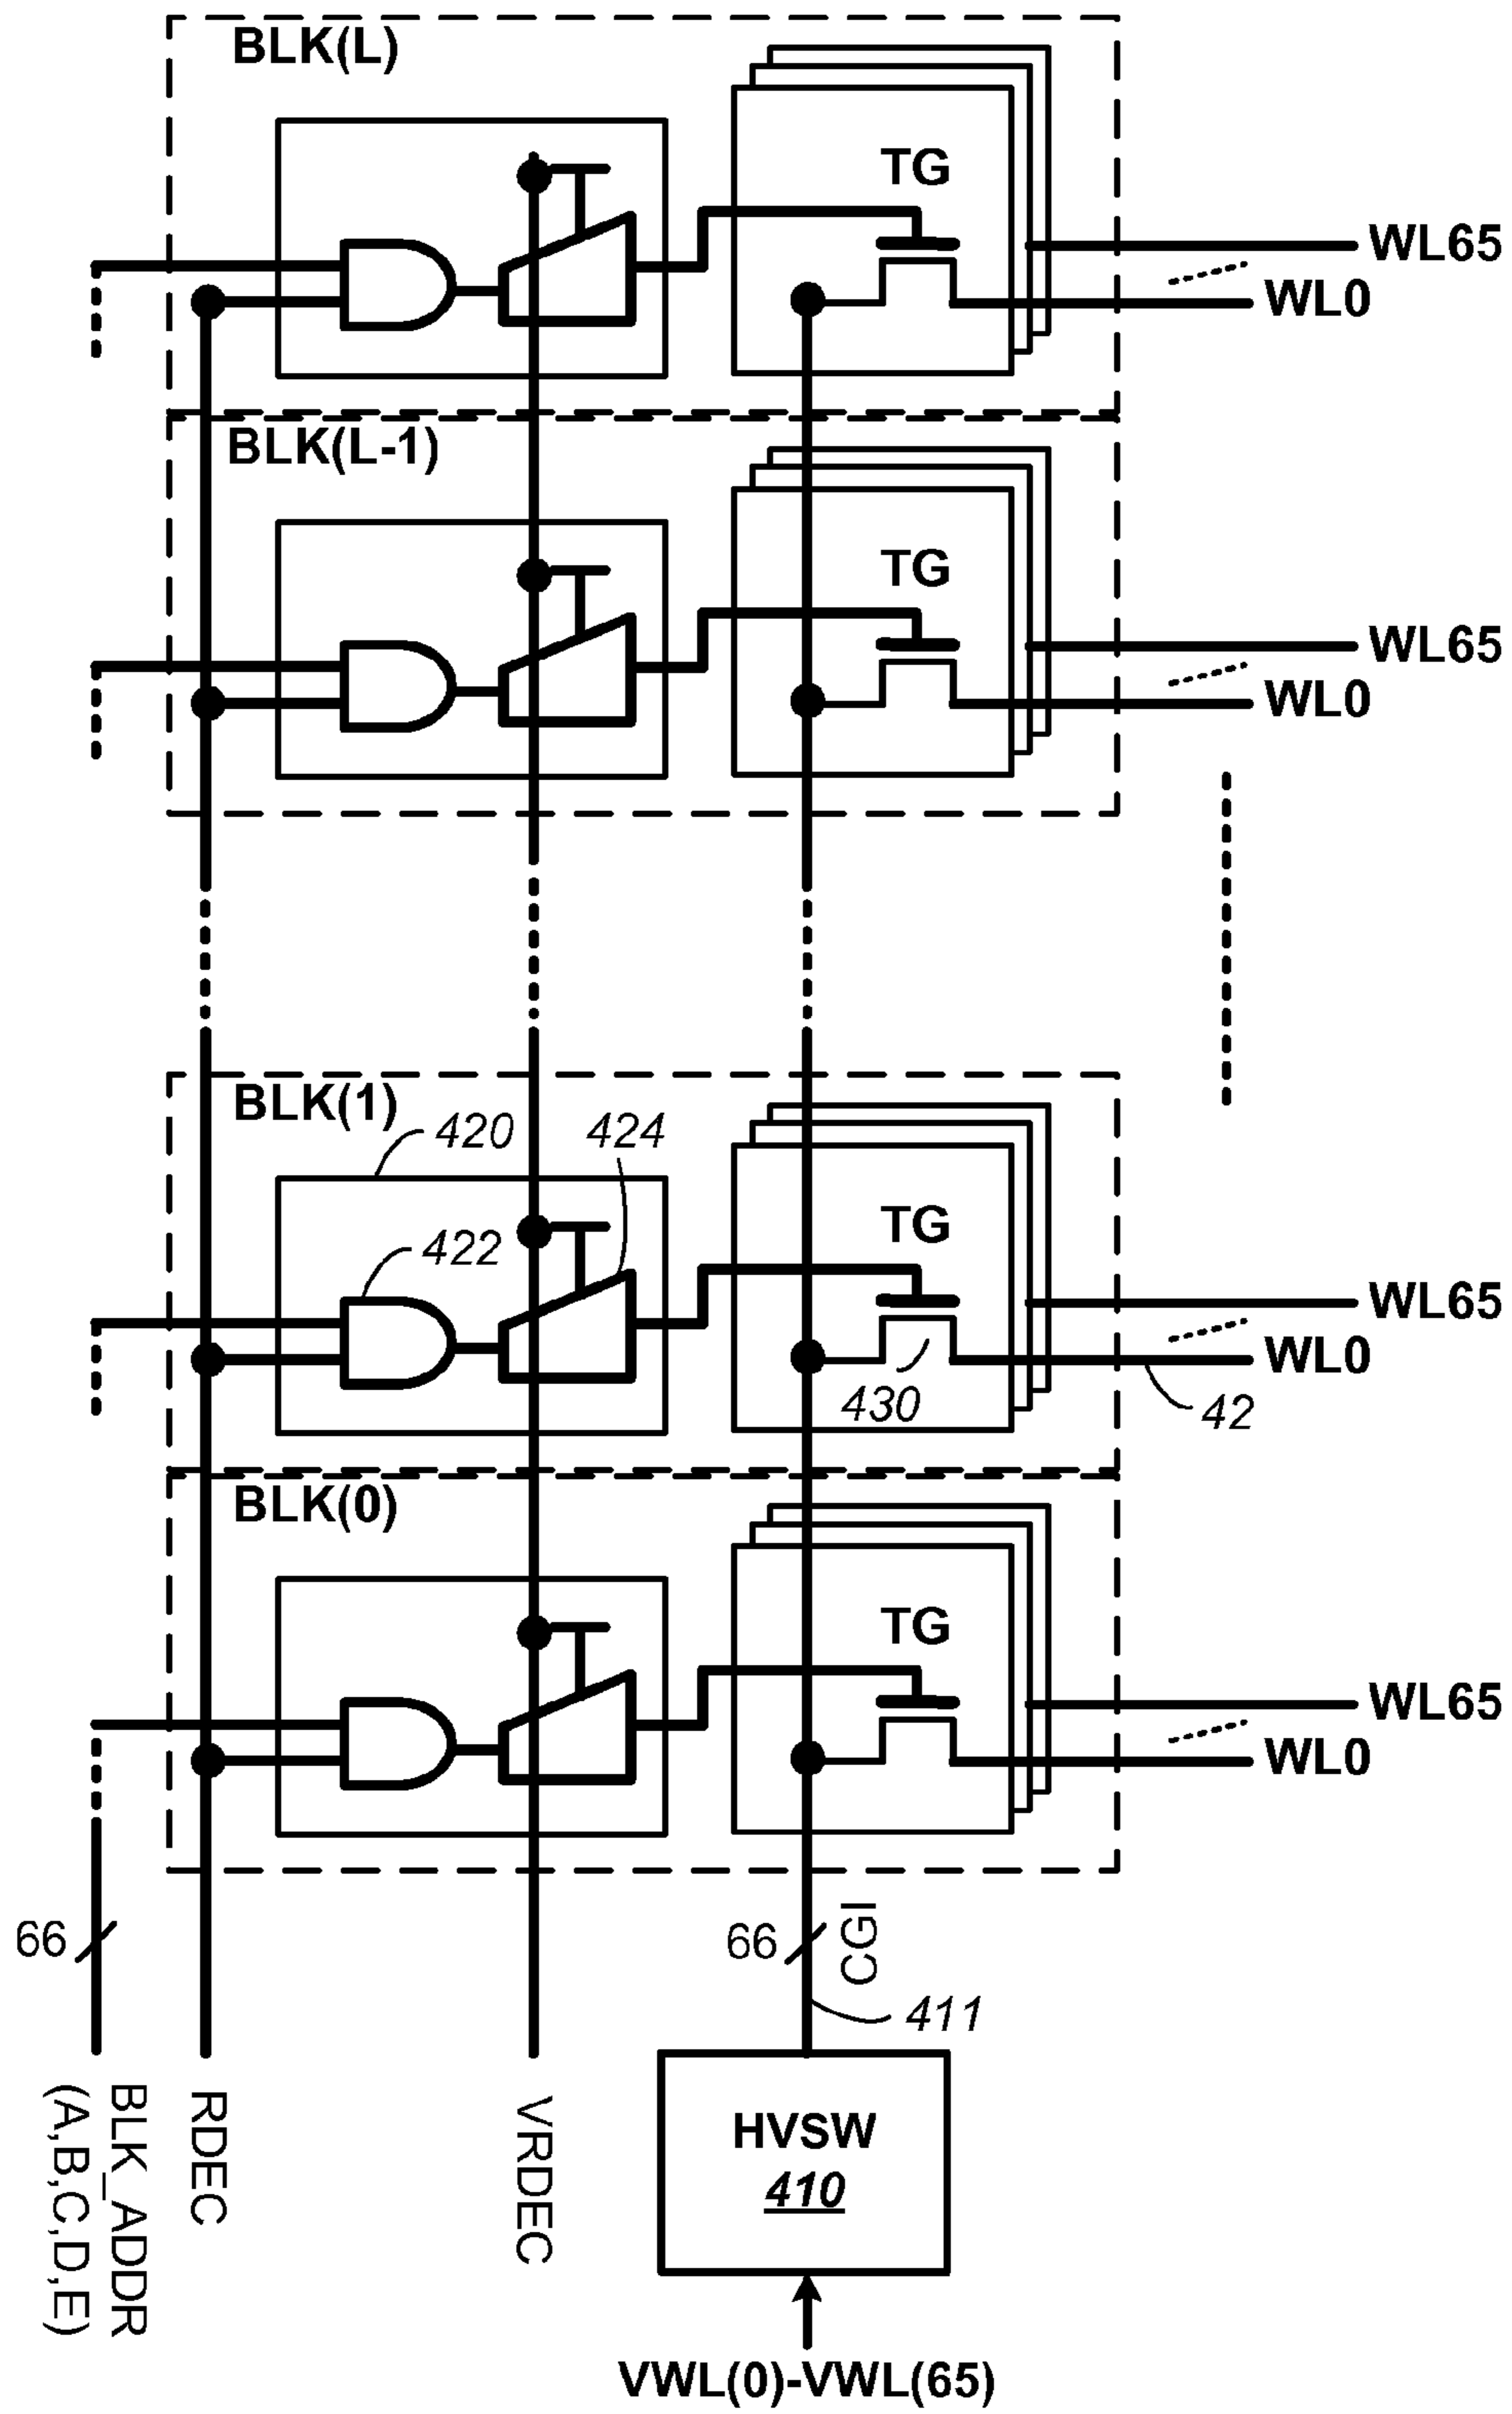 BLK(L)
TG
WL65
WL0
BLK(L-1)
TG
WL65
WL0
BLK(1)
420
424
422
TG
WL65
WL0
430
42
BLK(0)
TG
WL65
WL0
66
66
CGI
411
BLK_ADDR
(A,B,C,D,E)
RDEC
VRDEC
HVSW
410
VWL(0)-VWL(65)